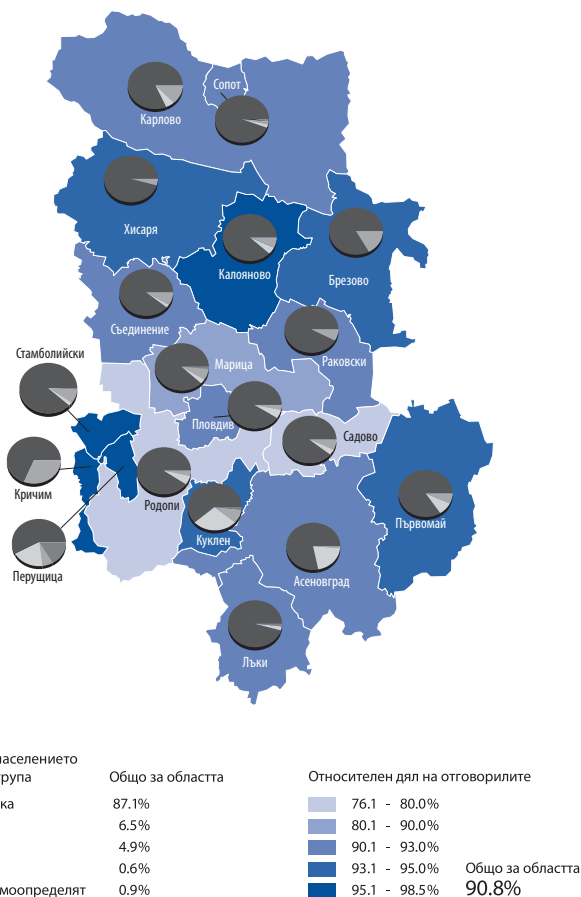 Сопот
Карлово
Хисаря
Калояново
Брезово
Съединение
Стамболийски
Марица
Раковски
Пловдив
Садово
Кричим
Родопи
Първомай
Куклен
Перущица
Асеновград
Лъки
населението
група Общо за областта Относителен дял на отговорилите
ка 87.1% 76.1 - 80.0%
6.5% 80.1 - 90.0%
4.9% 90.1 - 93.0%
0.6% 93.1 - 95.0% Общо за областта
моопределят 0.9% 95.1 - 98.5% 90.8%